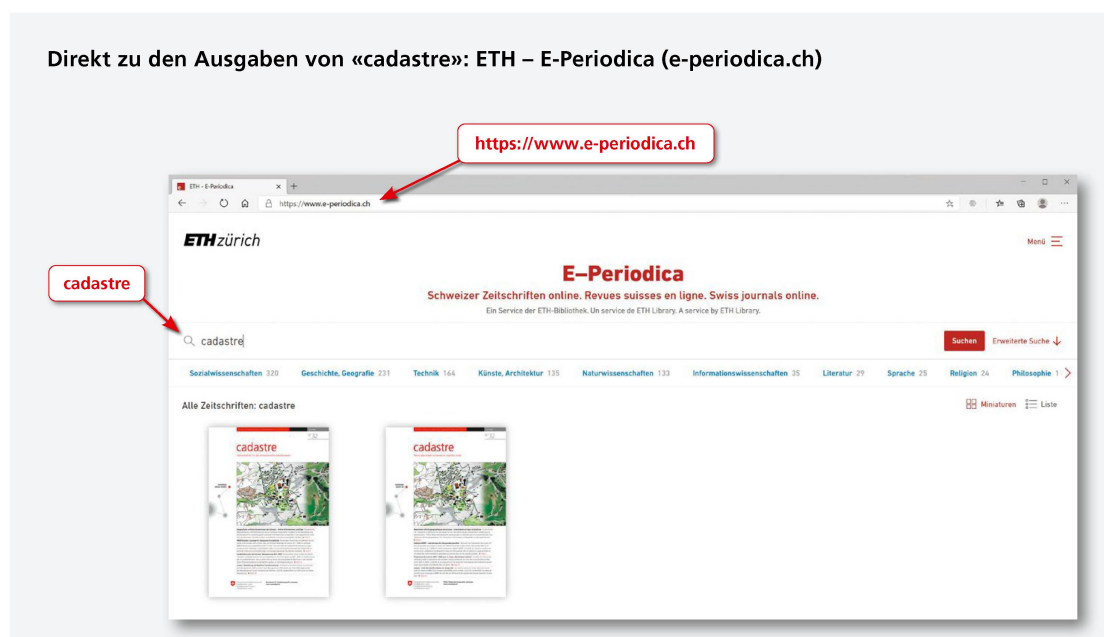 Direkt zu den Ausgaben von «cadastre»: ETH – E-Periodica (e-periodica.ch)
https://www.e-periodica.ch
ETH - E-Periodica
https://www.e-periodica.ch
ETH zürich
Menü
cadastre
E–Periodica
Schweizer Zeitschriften online. Revues suisses en ligne. Swiss journals online.
Ein Service der ETH-Bibliothek. Un service de ETH Library. A service by ETH Library.
cadastre
Suchen Erweiterte Suche
Sozialwissenschaften 320 Geschichte, Geografie 231 Technik 164 Künste, Architektur 135 Naturwissenschaften 133 Informationswissenschaften 35 Literatur 29 Sprache 25 Religion 24 Philosophie 1
Alle Zeitschriften: cadastre
Miniaturen Liste
cadastre cadastre